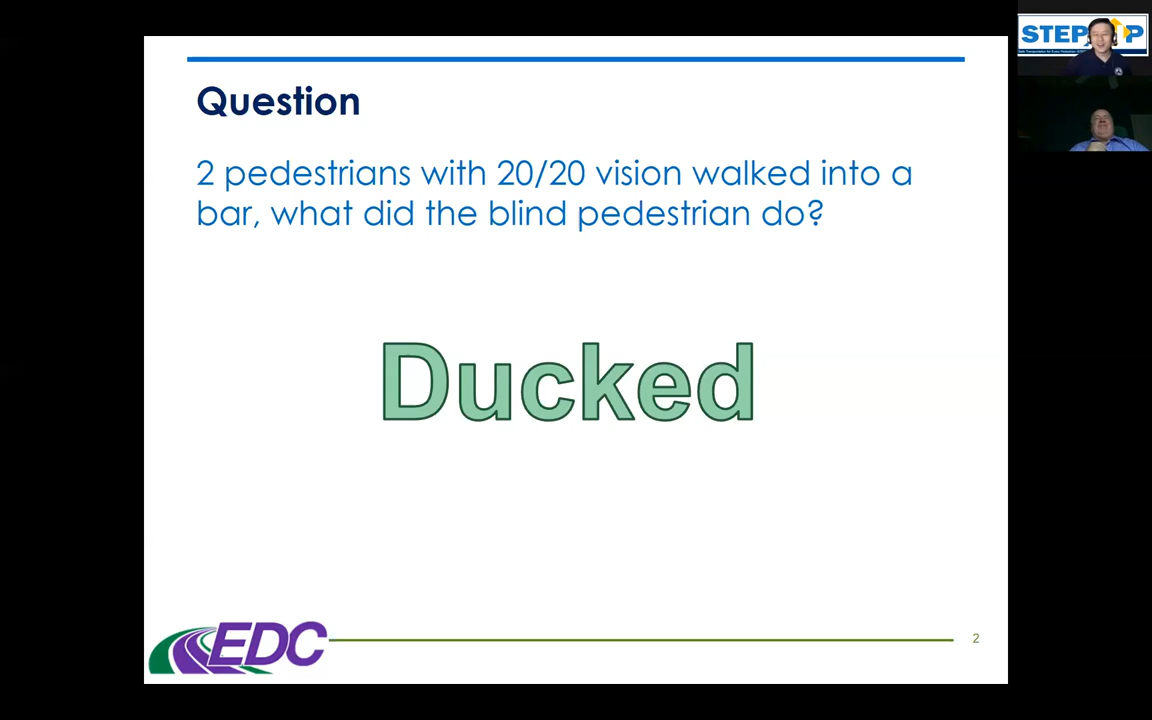 Question
2 pedestrians with 20/20 vision walked into a
bar, what did the blind pedestrian do?
Ducked
EDC
2
STEP
P